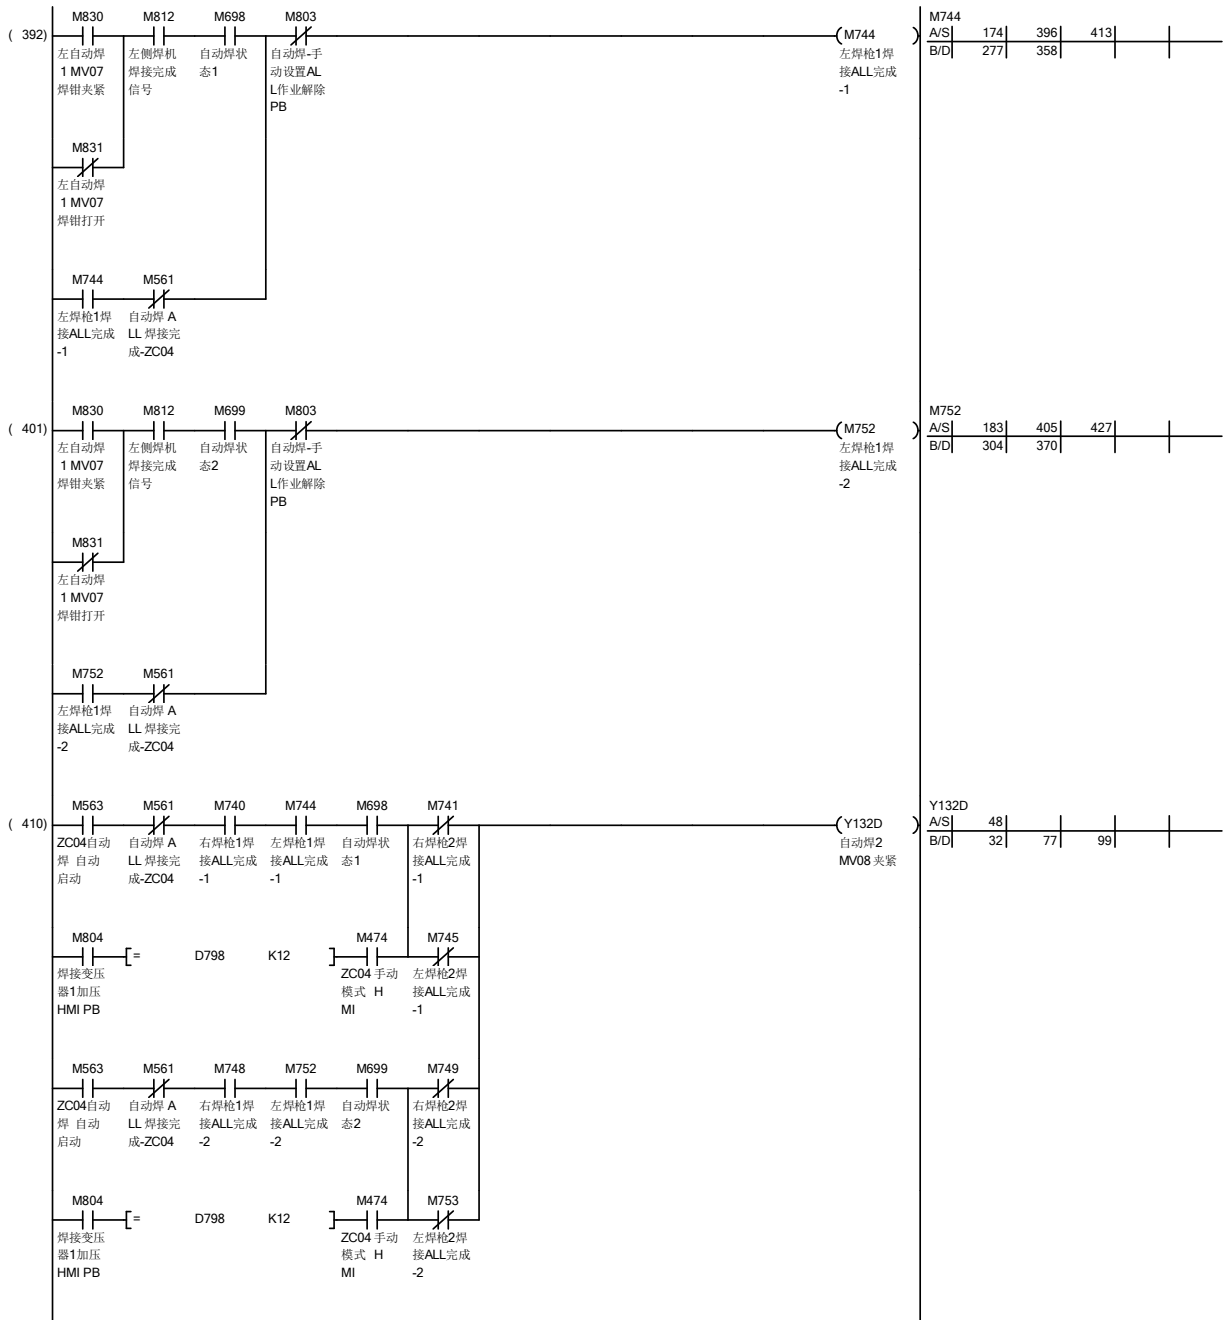 M830 M812 M698 M803 M744
( 392) ( M744 ) A/S 174 396 413
左自动焊 左侧焊机 自动焊状 自动焊-手 左焊枪1焊 B/D 277 358
1 MV07 焊接完成 态1 动设置AL 接ALL完成
焊钳夹紧 信号 L作业解除 -1
PB
M831
左自动焊
1 MV07
焊钳打开
M744 M561
左焊枪1焊 自动焊 A
接ALL完成 LL 焊接完
-1 成-ZC04
M830 M812 M699 M803 M752
( 401) ( M752 ) A/S 183 405 427
左自动焊 左侧焊机 自动焊状 自动焊-手 左焊枪1焊 B/D 304 370
1 MV07 焊接完成 态2 动设置AL 接ALL完成
焊钳夹紧 信号 L作业解除 -2
PB
M831
左自动焊
1 MV07
焊钳打开
M752 M561
左焊枪1焊 自动焊 A
接ALL完成 LL 焊接完
-2 成-ZC04
M563 M561 M740 M744 M698 M741 Y132D
( 410) ( Y132D ) A/S 48
ZC04自动 自动焊 A 右焊枪1焊 左焊枪1焊 自动焊状 右焊枪2焊 自动焊2 B/D 32 77 99
焊 自动 LL 焊接完 接ALL完成 接ALL完成 态1 接ALL完成 MV08 夹紧
启动 成-ZC04 -1 -1 -1
M804 M474 M745
[= D798 K12 ]
焊接变压 ZC04 手动 左焊枪2焊
器1加压 模式 H 接ALL完成
HMI PB MI -1
M563 M561 M748 M752 M699 M749
ZC04自动 自动焊 A 右焊枪1焊 左焊枪1焊 自动焊状 右焊枪2焊
焊 自动 LL 焊接完 接ALL完成 接ALL完成 态2 接ALL完成
启动 成-ZC04 -2 -2 -2
M804 M474 M753
[= D798 K12 ]
焊接变压 ZC04 手动 左焊枪2焊
器1加压 模式 H 接ALL完成
HMI PB MI -2